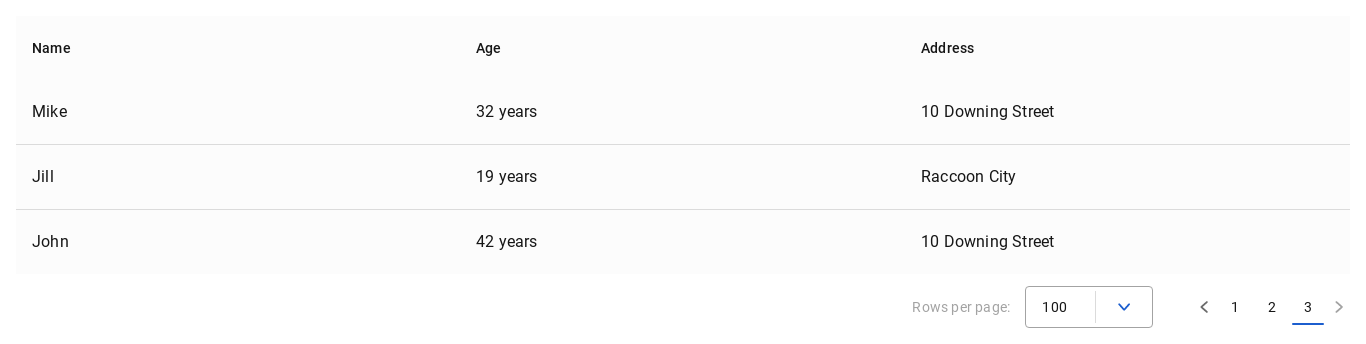 Name Age Address
Mike 32 years 10 Downing Street
Jill 19 years Raccoon City
John 42 years 10 Downing Street
Rows per page: 100 1 2 3